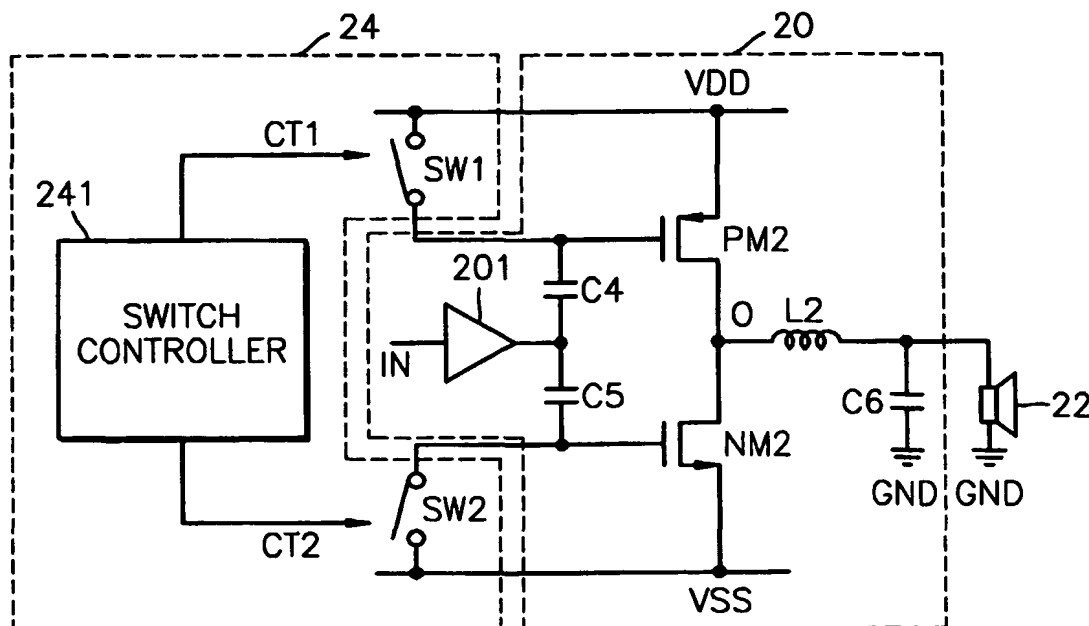 24
20
VDD
CT1
SW1
241
PM2
201
C4
SWITCH
CONTROLLER
O
L2
IN
C5
C6
22
NM2
GND
GND
SW2
CT2
VSS